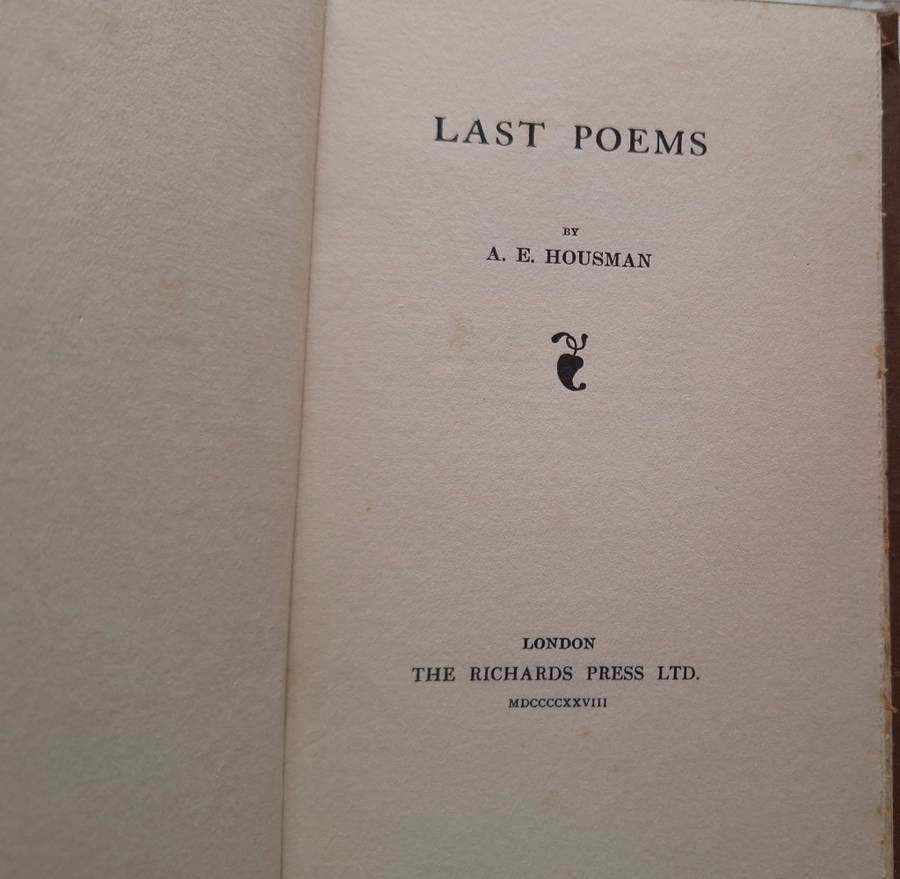 LAST POEMS
BY
A. E. HOUSMAN
LONDON
THE RICHARDS PRESS LTD.
MDCCCCXXVIII